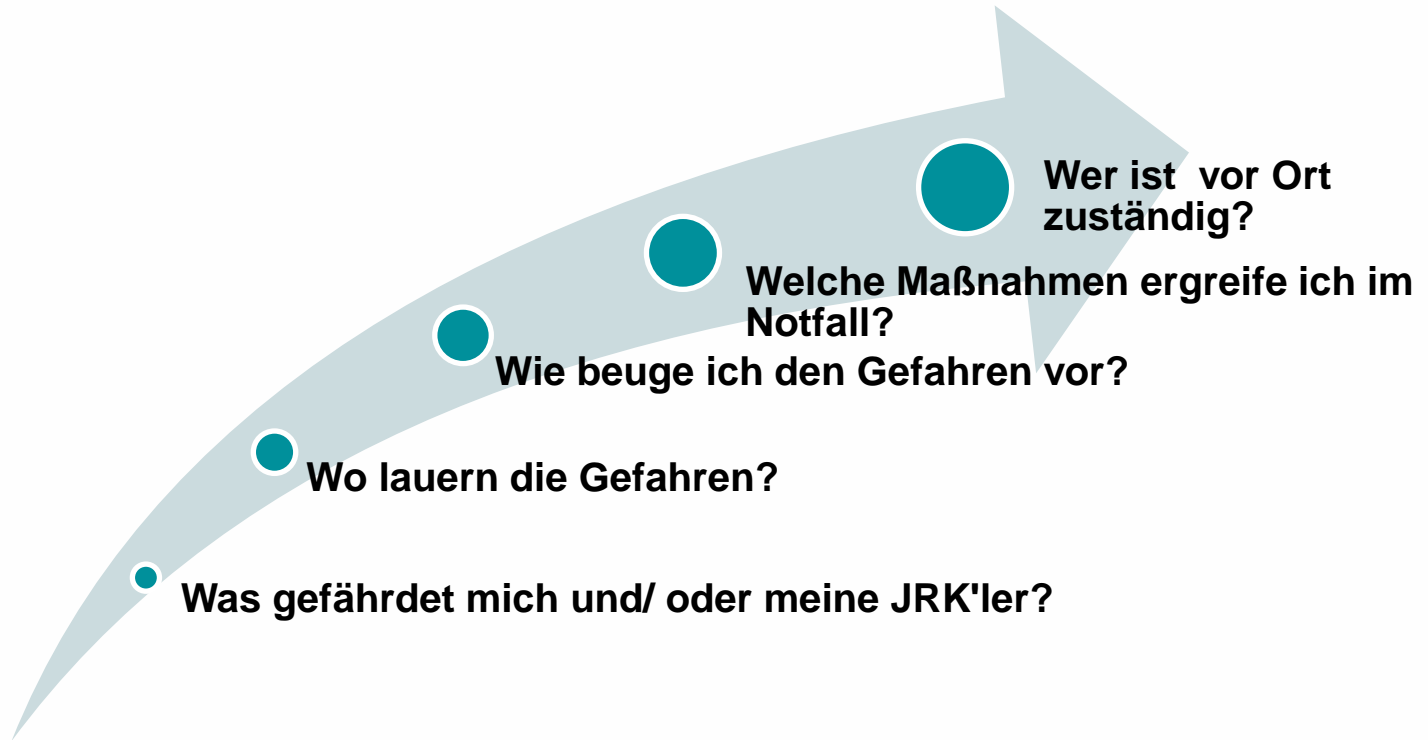 Wer ist  vor Ort
zuständig?
Welche Maßnahmen ergreife ich im
Notfall?
Wie beuge ich den Gefahren vor?
Wo lauern die Gefahren?
Was gefährdet mich und/ oder meine JRK'ler?